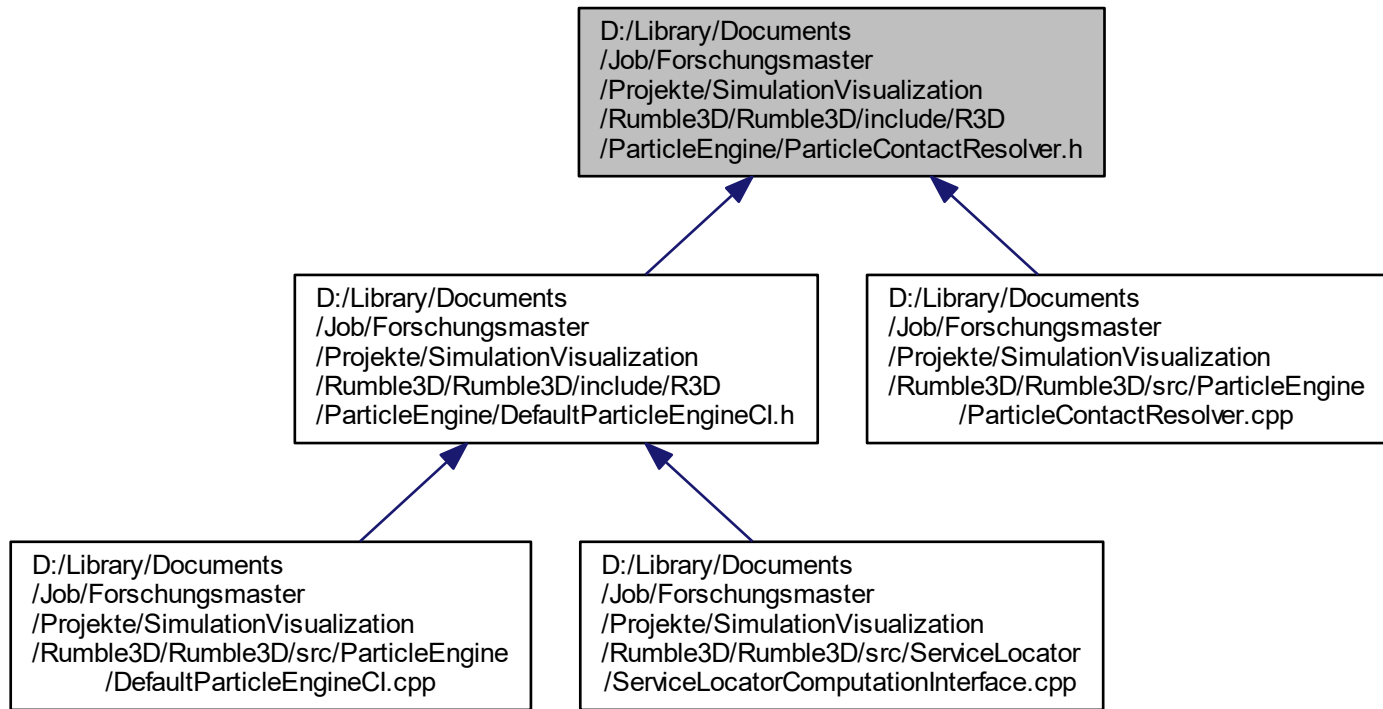 D:/Library/Documents
/Job/Forschungsmaster
/Projekte/SimulationVisualization
/Rumble3D/Rumble3D/include/R3D
/ParticleEngine/ParticleContactResolver.h
D:/Library/Documents
/Job/Forschungsmaster
/Projekte/SimulationVisualization
/Rumble3D/Rumble3D/include/R3D
/ParticleEngine/DefaultParticleEngineCI.h
D:/Library/Documents
/Job/Forschungsmaster
/Projekte/SimulationVisualization
/Rumble3D/Rumble3D/src/ParticleEngine
/ParticleContactResolver.cpp
D:/Library/Documents
/Job/Forschungsmaster
/Projekte/SimulationVisualization
/Rumble3D/Rumble3D/src/ParticleEngine
/DefaultParticleEngineCI.cpp
D:/Library/Documents
/Job/Forschungsmaster
/Projekte/SimulationVisualization
/Rumble3D/Rumble3D/src/ServiceLocator
/ServiceLocatorComputationInterface.cpp